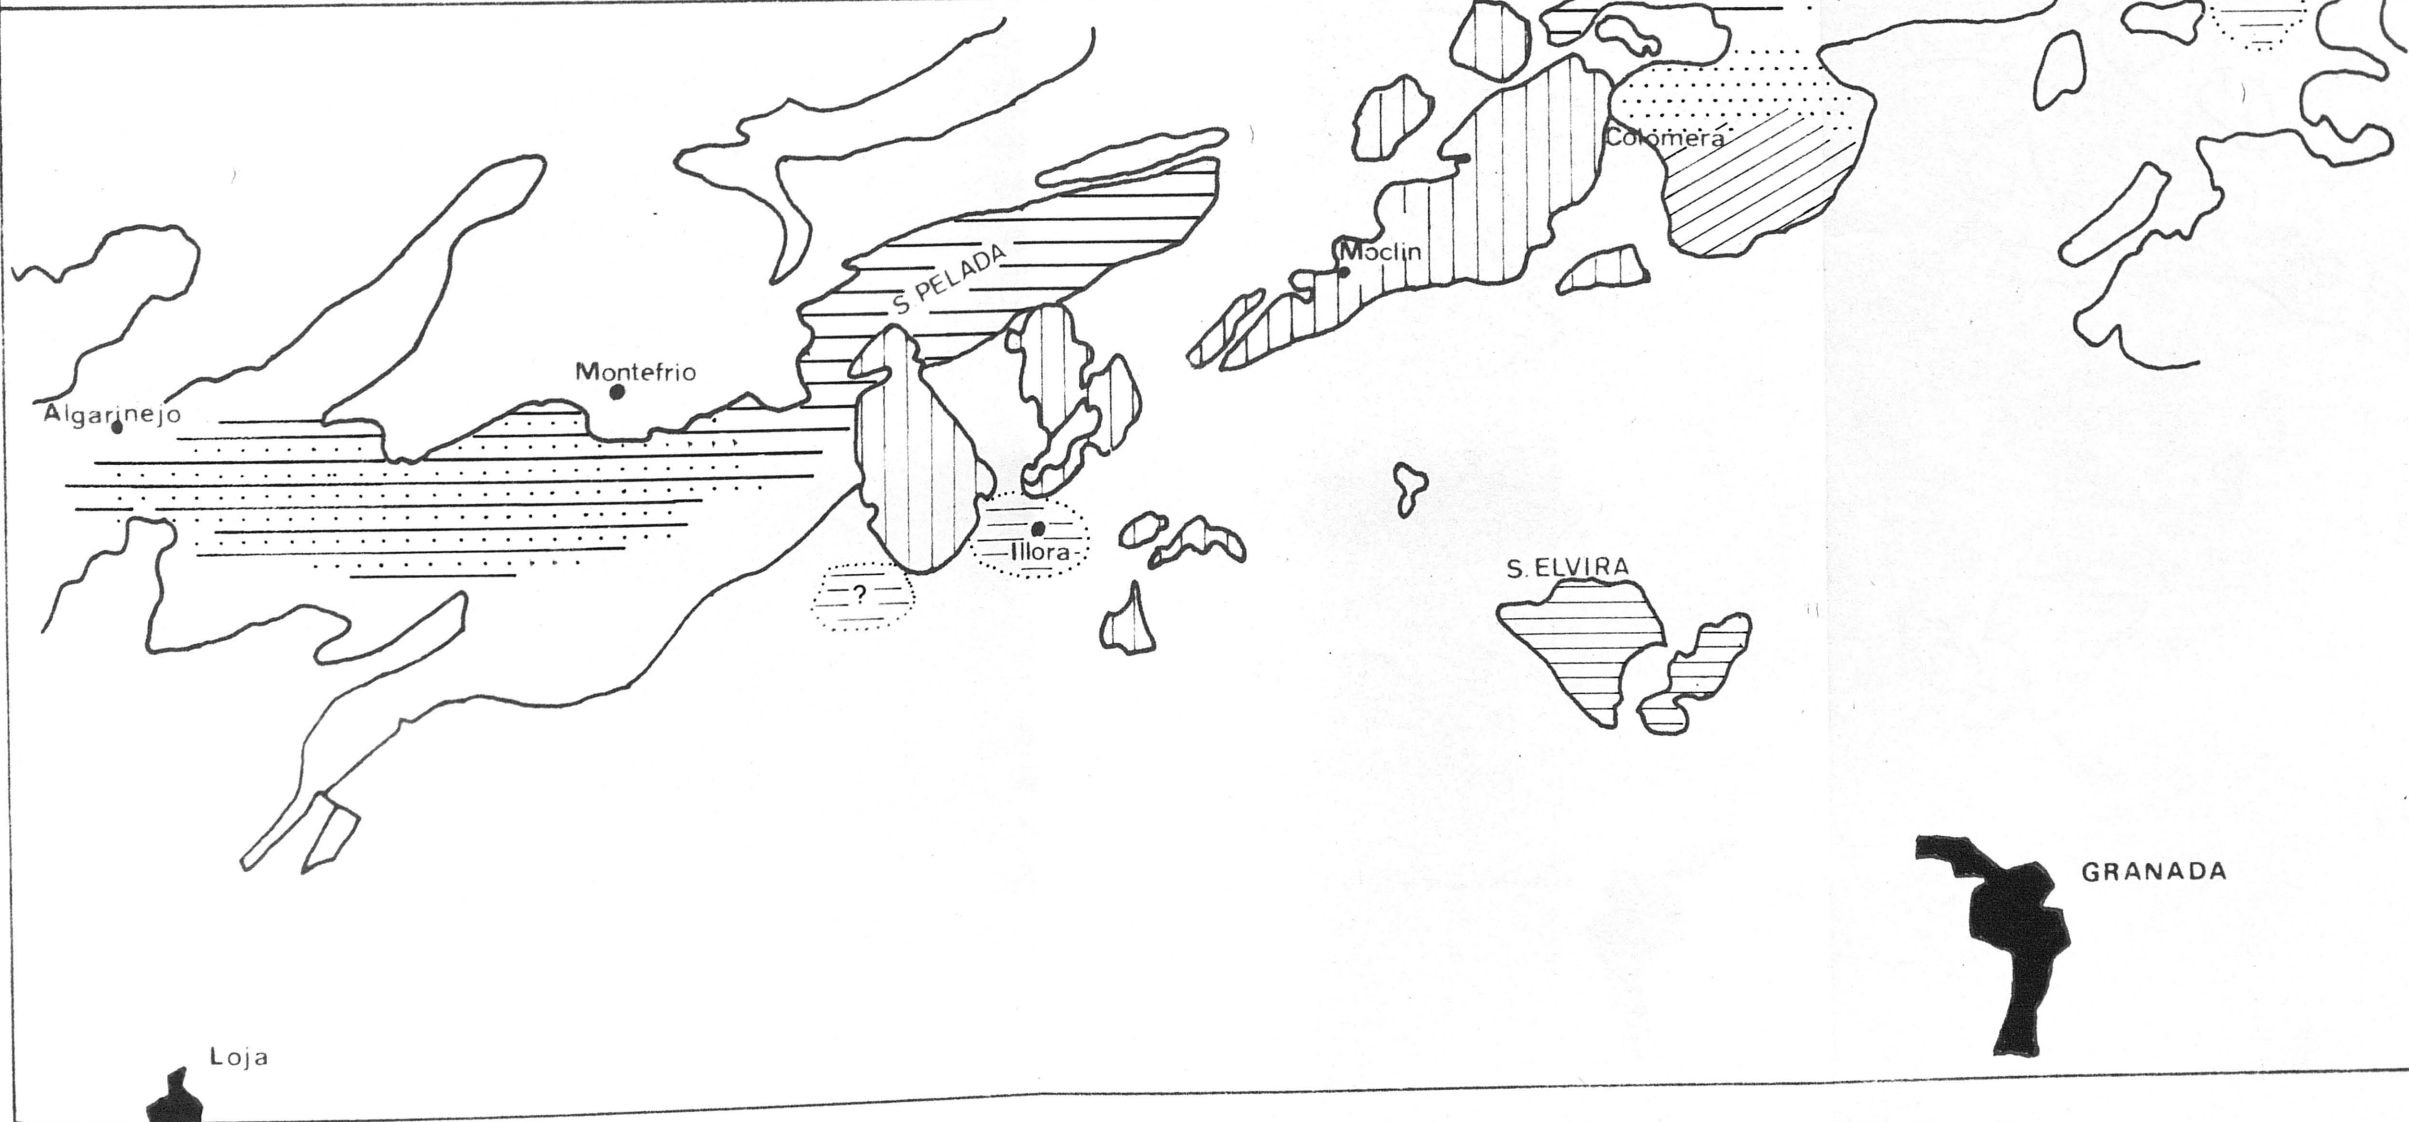 Colomera
Moclin
S. PELADA
Montefrio
Algarinejo
Illora
?
S. ELVIRA
GRANADA
Loja